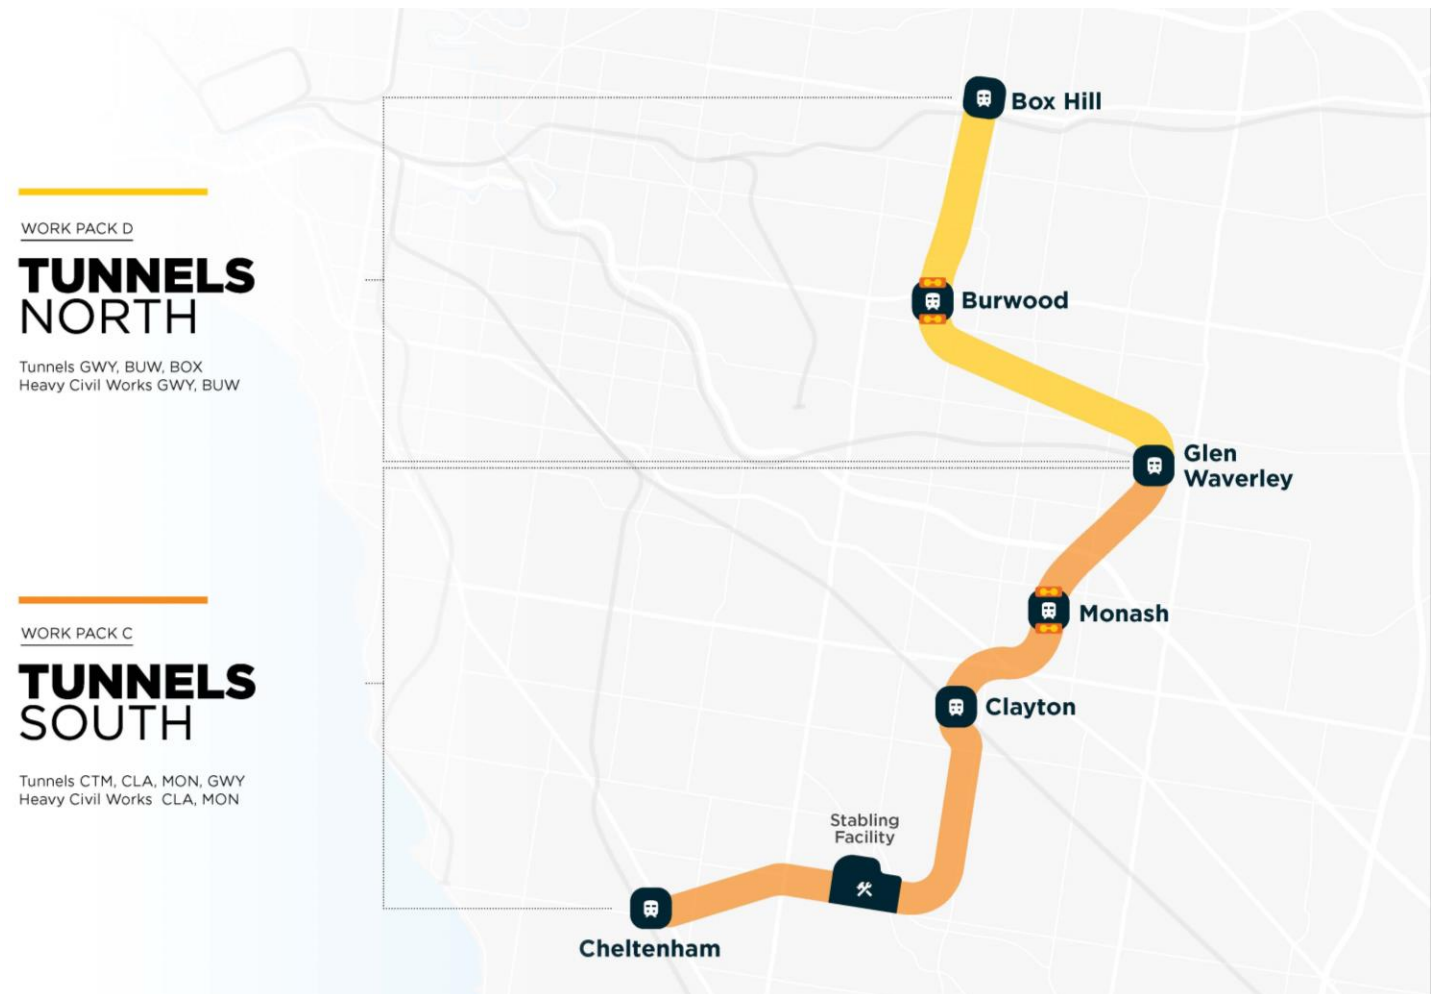 Box Hill
WORK PACK D
TUNNELS
NORTH
Tunnels GWY, BUW, BOX
Heavy Civil Works GWY, BUW
Burwood
Glen
Waverley
WORK PACK C
TUNNELS
SOUTH
Tunnels CTM, CLA, MON, GWY
Heavy Civil Works CLA, MON
Monash
Clayton
Stabling
Facility
Cheltenham